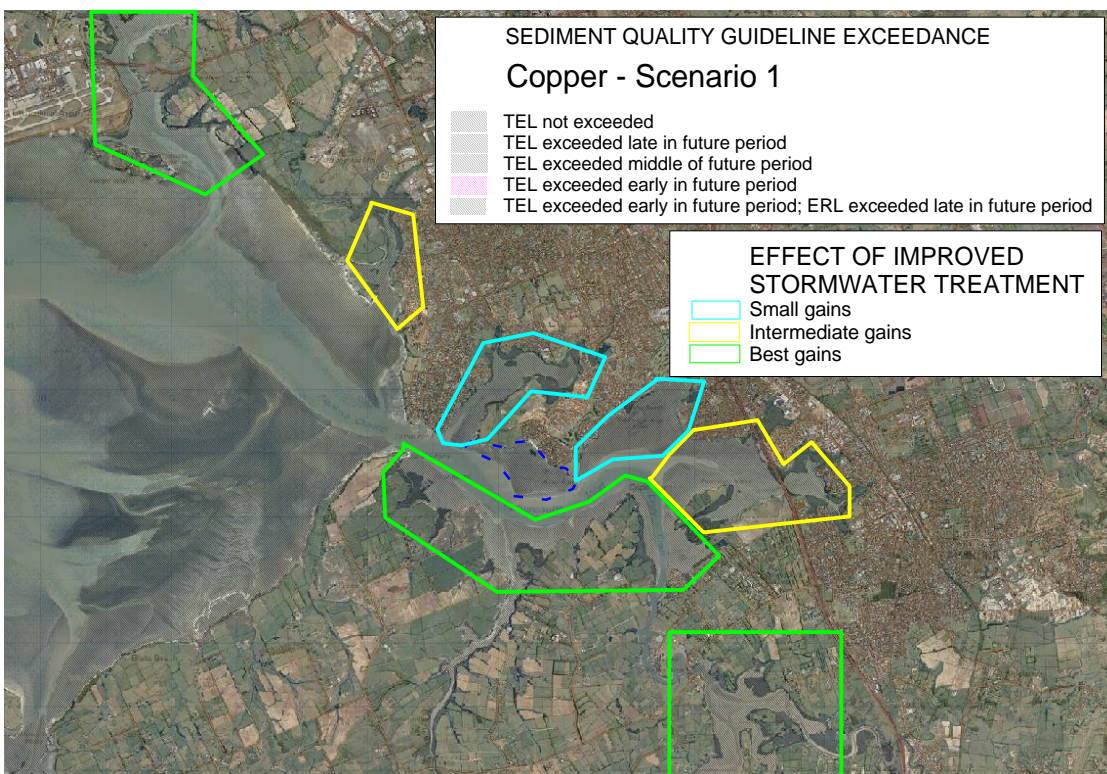 SEDIMENT QUALITY GUIDELINE EXCEEDANCE
Copper - Scenario 1
TEL not exceeded
TEL exceeded late in future period
TEL exceeded middle of future period
TEL exceeded early in future period
TEL exceeded early in future period; ERL exceeded late in future period
EFFECT OF IMPROVED
STORMWATER TREATMENT
Small gains
Intermediate gains
Best gains